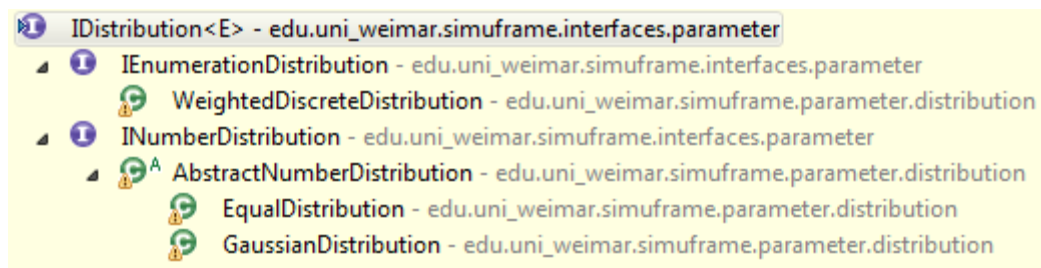 IDistribution<E> - edu.uni_weimar.simuframe.interfaces.parameter
IEnumerationDistribution - edu.uni_weimar.simuframe.interfaces.parameter
WeightedDiscreteDistribution - edu.uni_weimar.simuframe.parameter.distribution
INumberDistribution - edu.uni_weimar.simuframe.interfaces.parameter
AbstractNumberDistribution - edu.uni_weimar.simuframe.parameter.distribution
EqualDistribution - edu.uni_weimar.simuframe.parameter.distribution
GaussianDistribution - edu.uni_weimar.simuframe.parameter.distribution